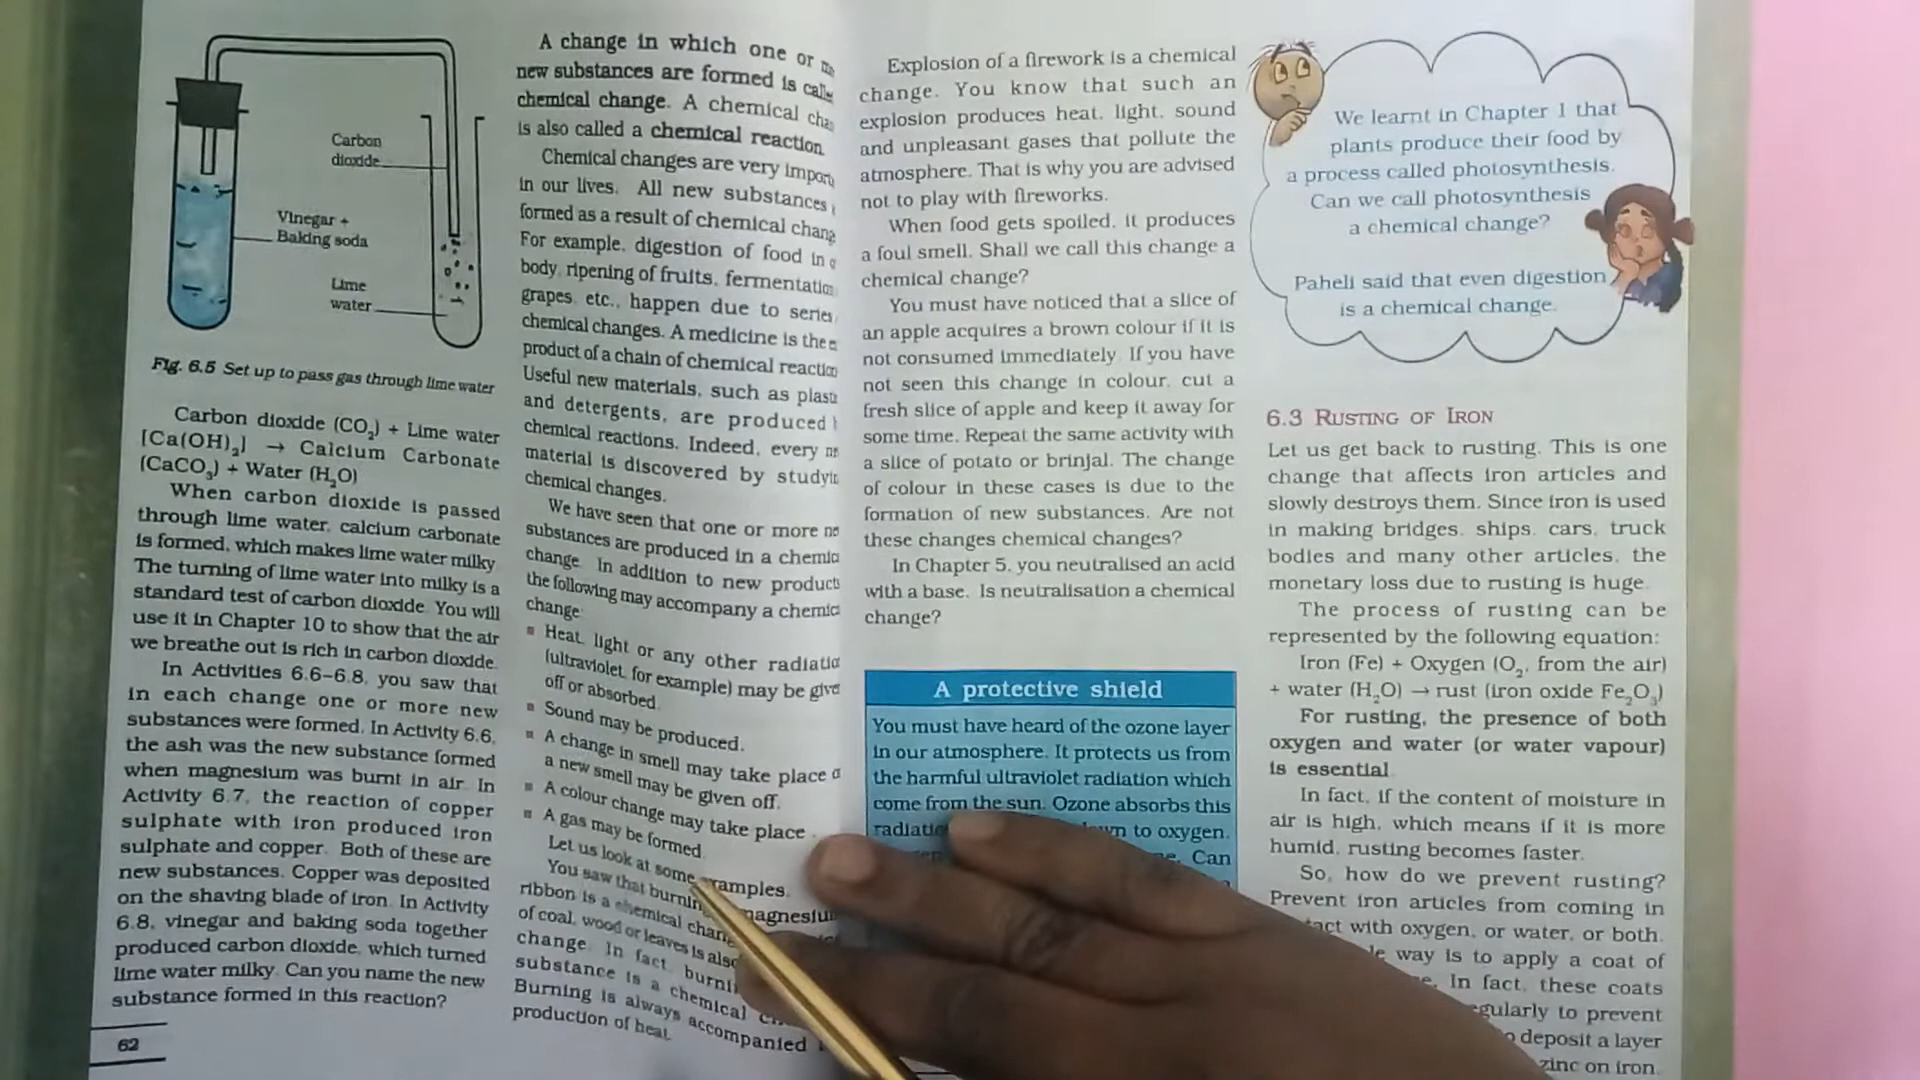 Carbon
dioxide
Vinegar +
Baking soda
Lime
water
Fig. 6.5 Set up to pass gas through lime water
Carbon dioxide (CO₂) + Lime water
[Ca(OH)₂] → Calcium Carbonate
(CaCO₃) + Water (H₂O)
When carbon dioxide is passed
through lime water, calcium carbonate
is formed, which makes lime water milky.
The turning of lime water into milky is a
standard test of carbon dioxide. You will
use it in Chapter 10 to show that the air
we breathe out is rich in carbon dioxide.
In Activities 6.6–6.8, you saw that
in each change one or more new
substances were formed. In Activity 6.6,
the ash was the new substance formed
when magnesium was burnt in air. In
Activity 6.7, the reaction of copper
sulphate with iron produced iron
sulphate and copper. Both of these are
new substances. Copper was deposited
on the shaving blade of iron. In Activity
6.8, vinegar and baking soda together
produced carbon dioxide, which turned
lime water milky. Can you name the new
substance formed in this reaction?
62
A change in which one or
new substances are formed is
chemical change. A chemical
is also called a chemical reaction.
Chemical changes are very
in our lives. All new substances
formed as a result of chemical
For example, digestion of food in
body, ripening of fruits,
grapes, etc., happen due to
chemical changes. A medicine is the
product of a chain of chemical
Useful new materials, such as
and detergents, are produced
chemical reactions. Indeed, every
material is discovered by
chemical changes.
We have seen that one or more
substances are produced in a
change. In addition to new
the following may accompany a
change:
▪ Heat, light or any other
(ultraviolet, for example) may be
off or absorbed.
▪ Sound may be produced.
▪ A change in smell may take place
a new smell may be given off.
▪ A colour change may take place.
▪ A gas may be formed.
Let us look at some
You saw that
ribbon is a chemical
of coal, wood or leaves is
change. In fact,
substance is a chemical
Burning is always accompanied
production of heat.
Explosion of a firework is a chemical
change. You know that such an
explosion produces heat, light, sound
and unpleasant gases that pollute the
atmosphere. That is why you are advised
not to play with fireworks.
When food gets spoiled, it produces
a foul smell. Shall we call this change a
chemical change?
You must have noticed that a slice of
an apple acquires a brown colour if it is
not consumed immediately. If you have
not seen this change in colour, cut a
fresh slice of apple and keep it away for
some time. Repeat the same activity with
a slice of potato or brinjal. The change
of colour in these cases is due to the
formation of new substances. Are not
these changes chemical changes?
In Chapter 5, you neutralised an acid
with a base. Is neutralisation a chemical
change?
A protective shield
You must have heard of the ozone layer
in our atmosphere. It protects us from
the harmful ultraviolet radiation which
come from the sun. Ozone absorbs this
to oxygen.
Can
We learnt in Chapter 1 that
plants produce their food by
a process called photosynthesis.
Can we call photosynthesis
a chemical change?
Paheli said that even digestion
is a chemical change.
6.3 RUSTING OF IRON
Let us get back to rusting. This is one
change that affects iron articles and
slowly destroys them. Since iron is used
in making bridges, ships, cars, truck
bodies and many other articles, the
monetary loss due to rusting is huge.
The process of rusting can be
represented by the following equation:
Iron (Fe) + Oxygen (O₂, from the air)
+ water (H₂O) → rust (iron oxide Fe₂O₃)
For rusting, the presence of both
oxygen and water (or water vapour)
is essential.
In fact, if the content of moisture in
air is high, which means if it is more
humid, rusting becomes faster.
So, how do we prevent rusting?
Prevent iron articles from coming in
with oxygen, or water, or both.
way is to apply a coat of
In fact, these coats
to prevent
deposit a layer
zinc on iron.